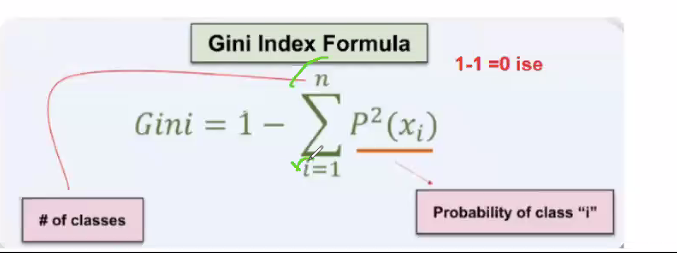 Gini Index Formula
1-1 =0 ise
n
Gini = 1 − ∑ P²(xᵢ)
i=1
# of classes
Probability of class “i”